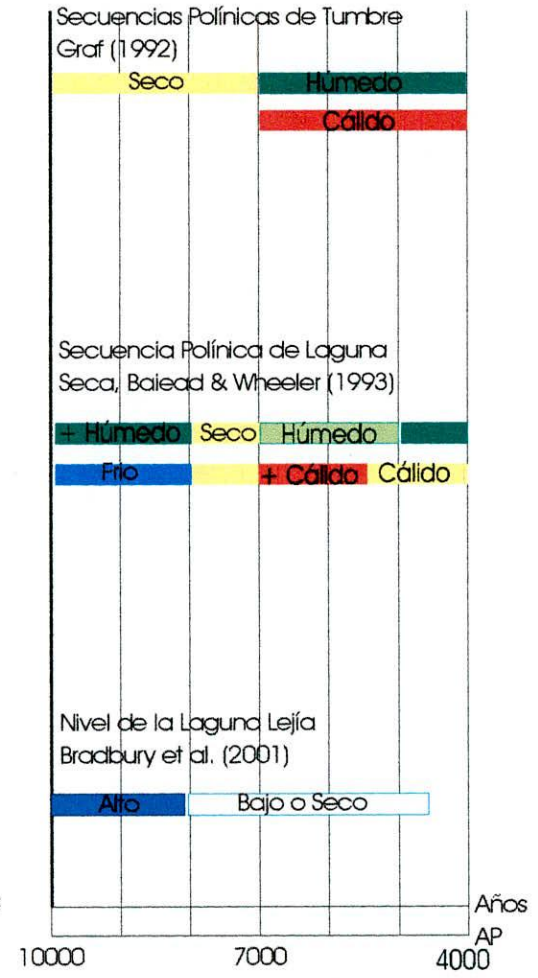 Secuencias Polínicas de Tumbre
Graf (1992)
Seco Húmedo
Cálido
Secuencia Polínica de Laguna
Seca, Baiead & Wheeler (1993)
+ Húmedo Seco Húmedo
Frio + Cálido Cálido
Nivel de la Laguna Lejía
Bradbury et al. (2001)
Alto Bajo o Seco
Años
AP
10000 7000 4000